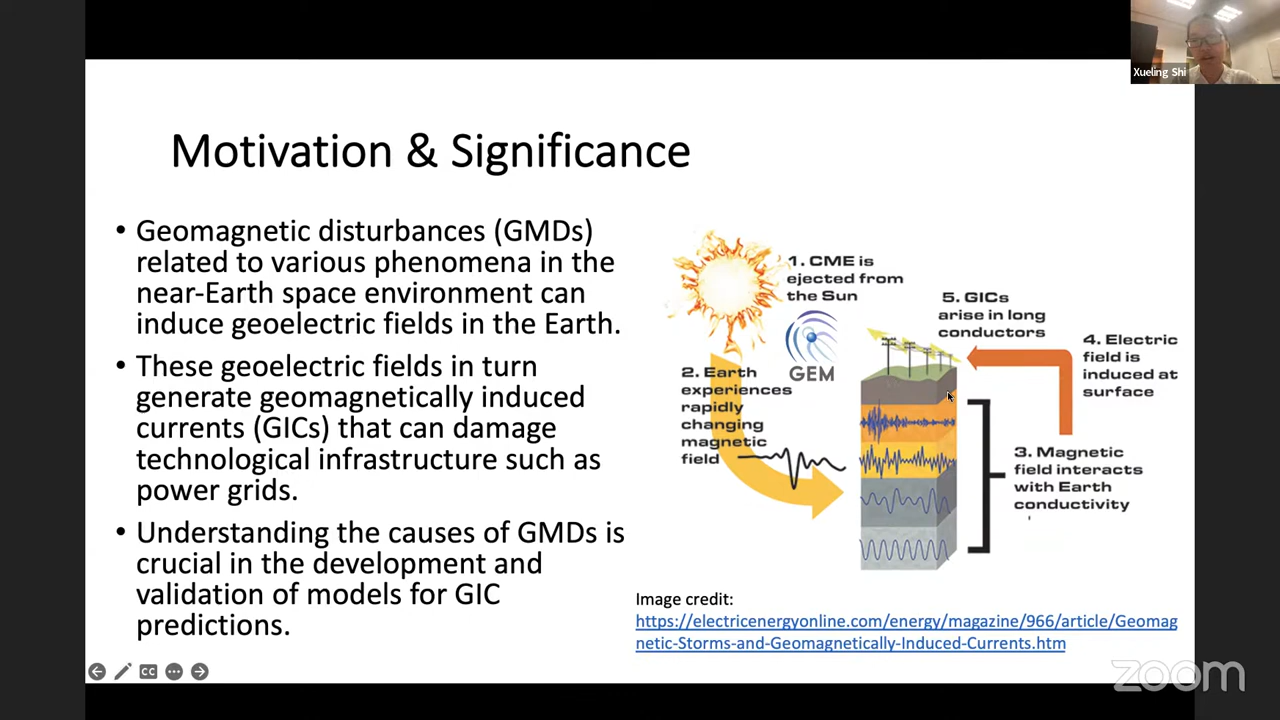 Xueling Shi
Motivation & Significance
• Geomagnetic disturbances (GMDs)
related to various phenomena in the
near-Earth space environment can
induce geoelectric fields in the Earth.
• These geoelectric fields in turn
generate geomagnetically induced
currents (GICs) that can damage
technological infrastructure such as
power grids.
• Understanding the causes of GMDs is
crucial in the development and
validation of models for GIC
predictions.
1. CME is
ejected from
the Sun
GEM
2. Earth
experiences
rapidly
changing
magnetic
field
5. GICs
arise in long
conductors
4. Electric
field is
induced at
surface
3. Magnetic
field interacts
with Earth
conductivity
Image credit:
https://electricenergyonline.com/energy/magazine/966/article/Geomag
netic-Storms-and-Geomagnetically-Induced-Currents.htm
CC
zoom